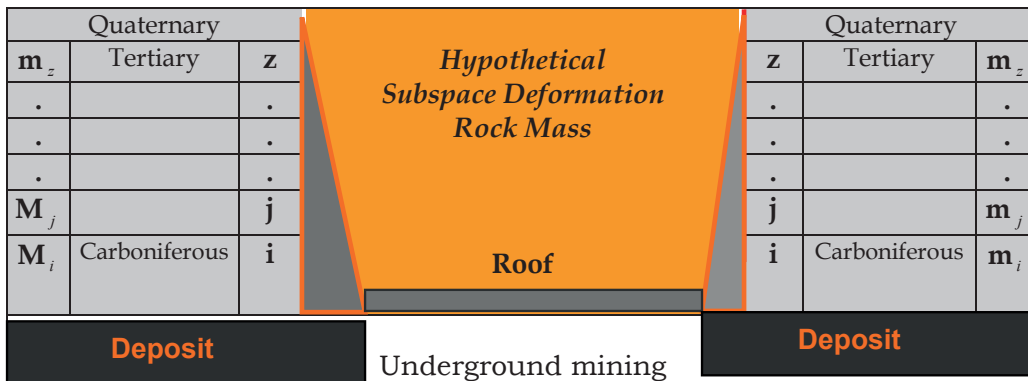 Quaternary
m z Tertiary z
. .
. .
. .
M j j
M i Carboniferous i
Hypothetical
Subspace Deformation
Rock Mass
Roof
Quaternary
z Tertiary m z
. .
. .
. .
j m j
i Carboniferous m i
Deposit
Underground mining
Deposit